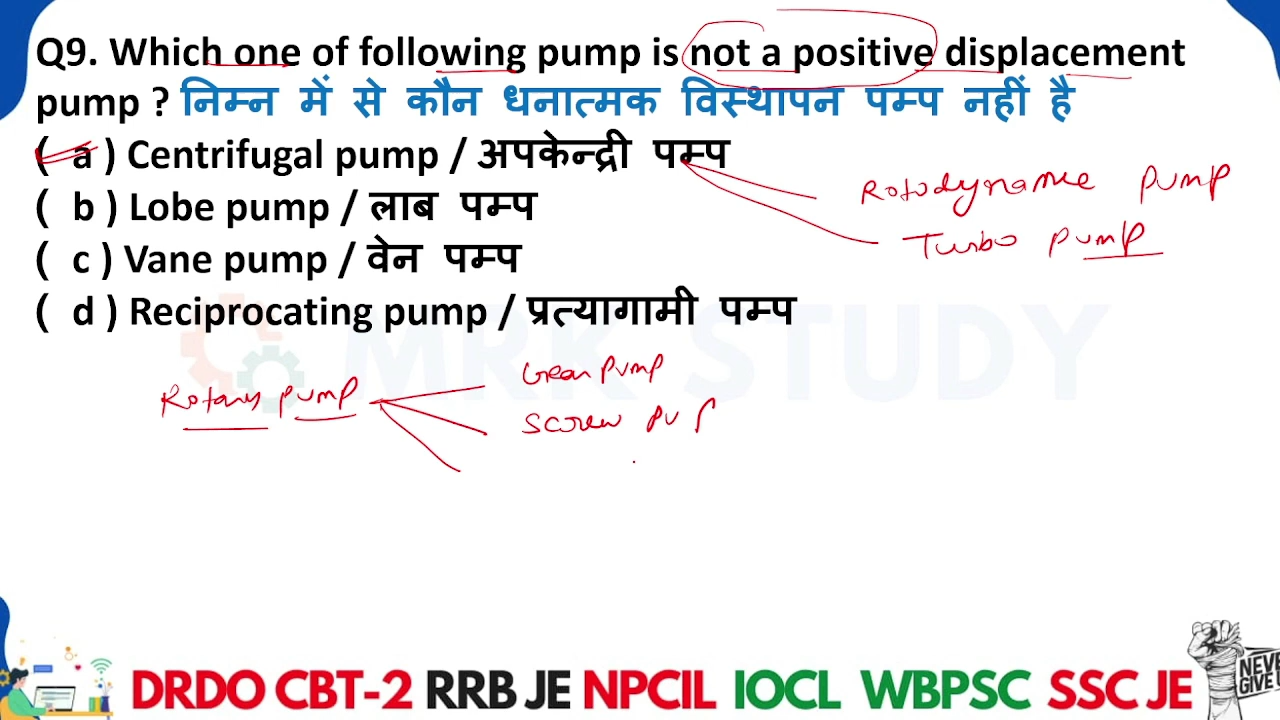 Q9. Which one of following pump is not a positive displacement
pump ? निम्न में से कौन धनात्मक विस्थापन पम्प नहीं है
( a ) Centrifugal pump / अपकेन्द्री पम्प
Rotodynamic pump
( b ) Lobe pump / लाब पम्प
Turbo pump
( c ) Vane pump / वेन पम्प
( d ) Reciprocating pump / प्रत्यागामी पम्प
MRK STUDY
Gear pump
Rotary pump
Screw
DRDO CBT-2 RRB JE NPCIL IOCL WBPSC SSC JE
NEVER
GIVE